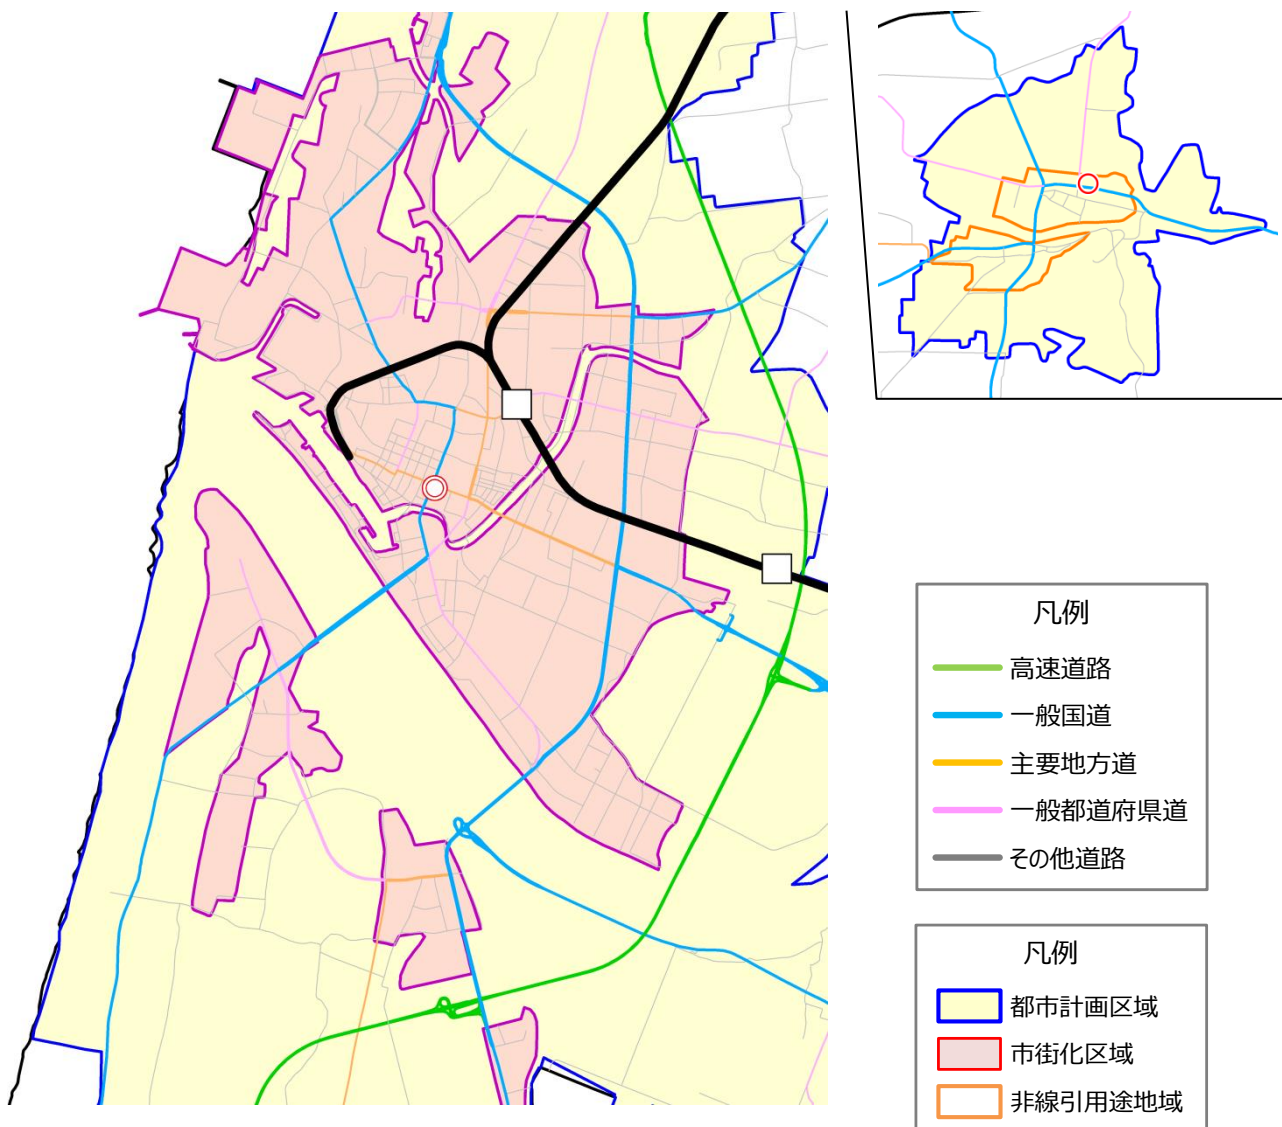 凡例
高速道路
一般国道
主要地方道
一般都道府県道
その他道路
凡例
都市計画区域
市街化区域
非線引用途地域